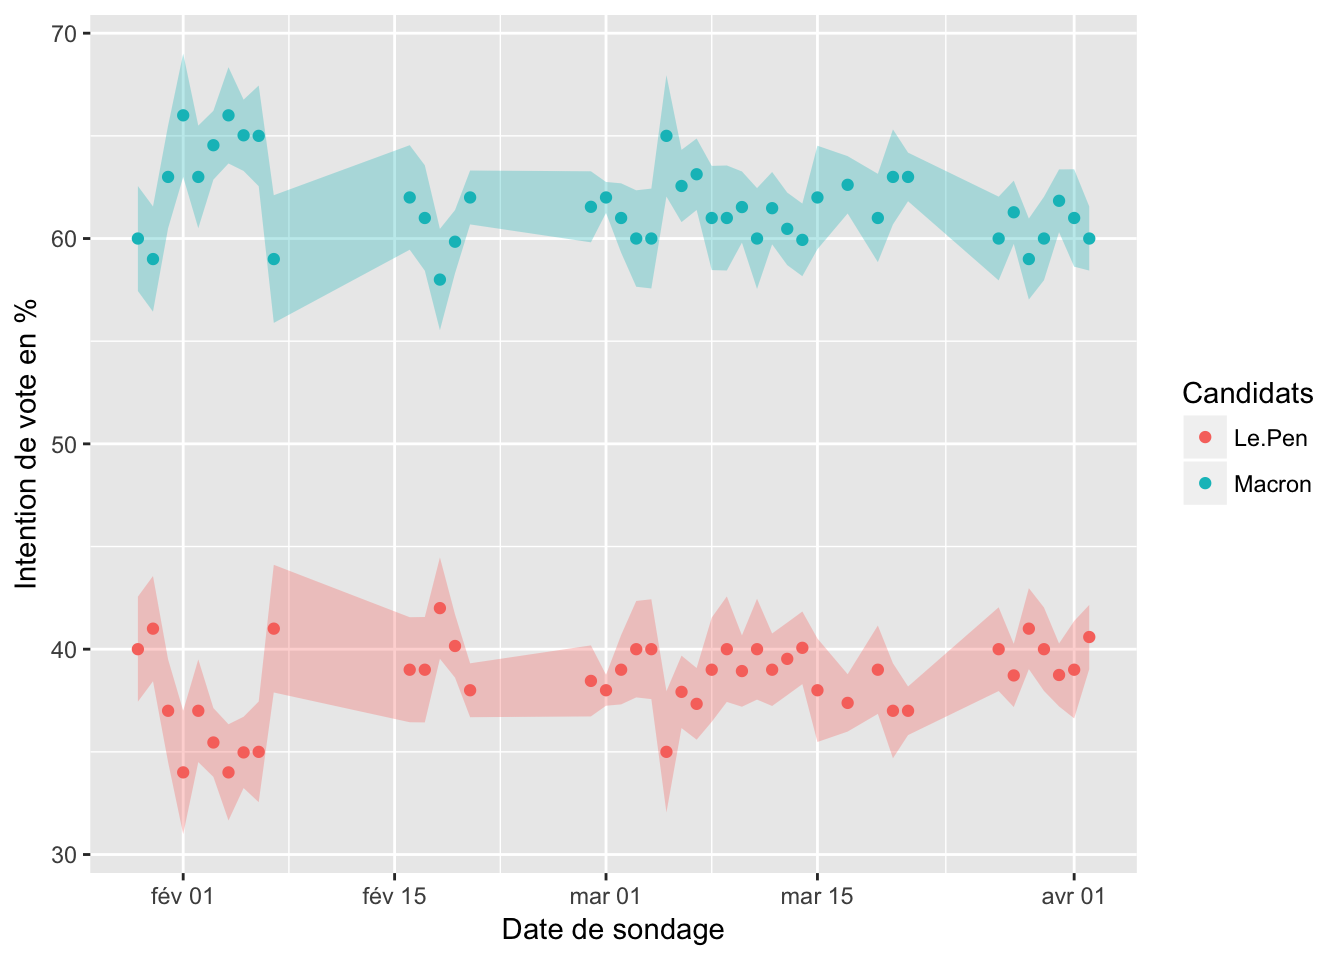 70
60
50
40
30
Intention de vote en %
fév 01
fév 15
mar 01
mar 15
avr 01
Date de sondage
Candidats
Le.Pen
Macron